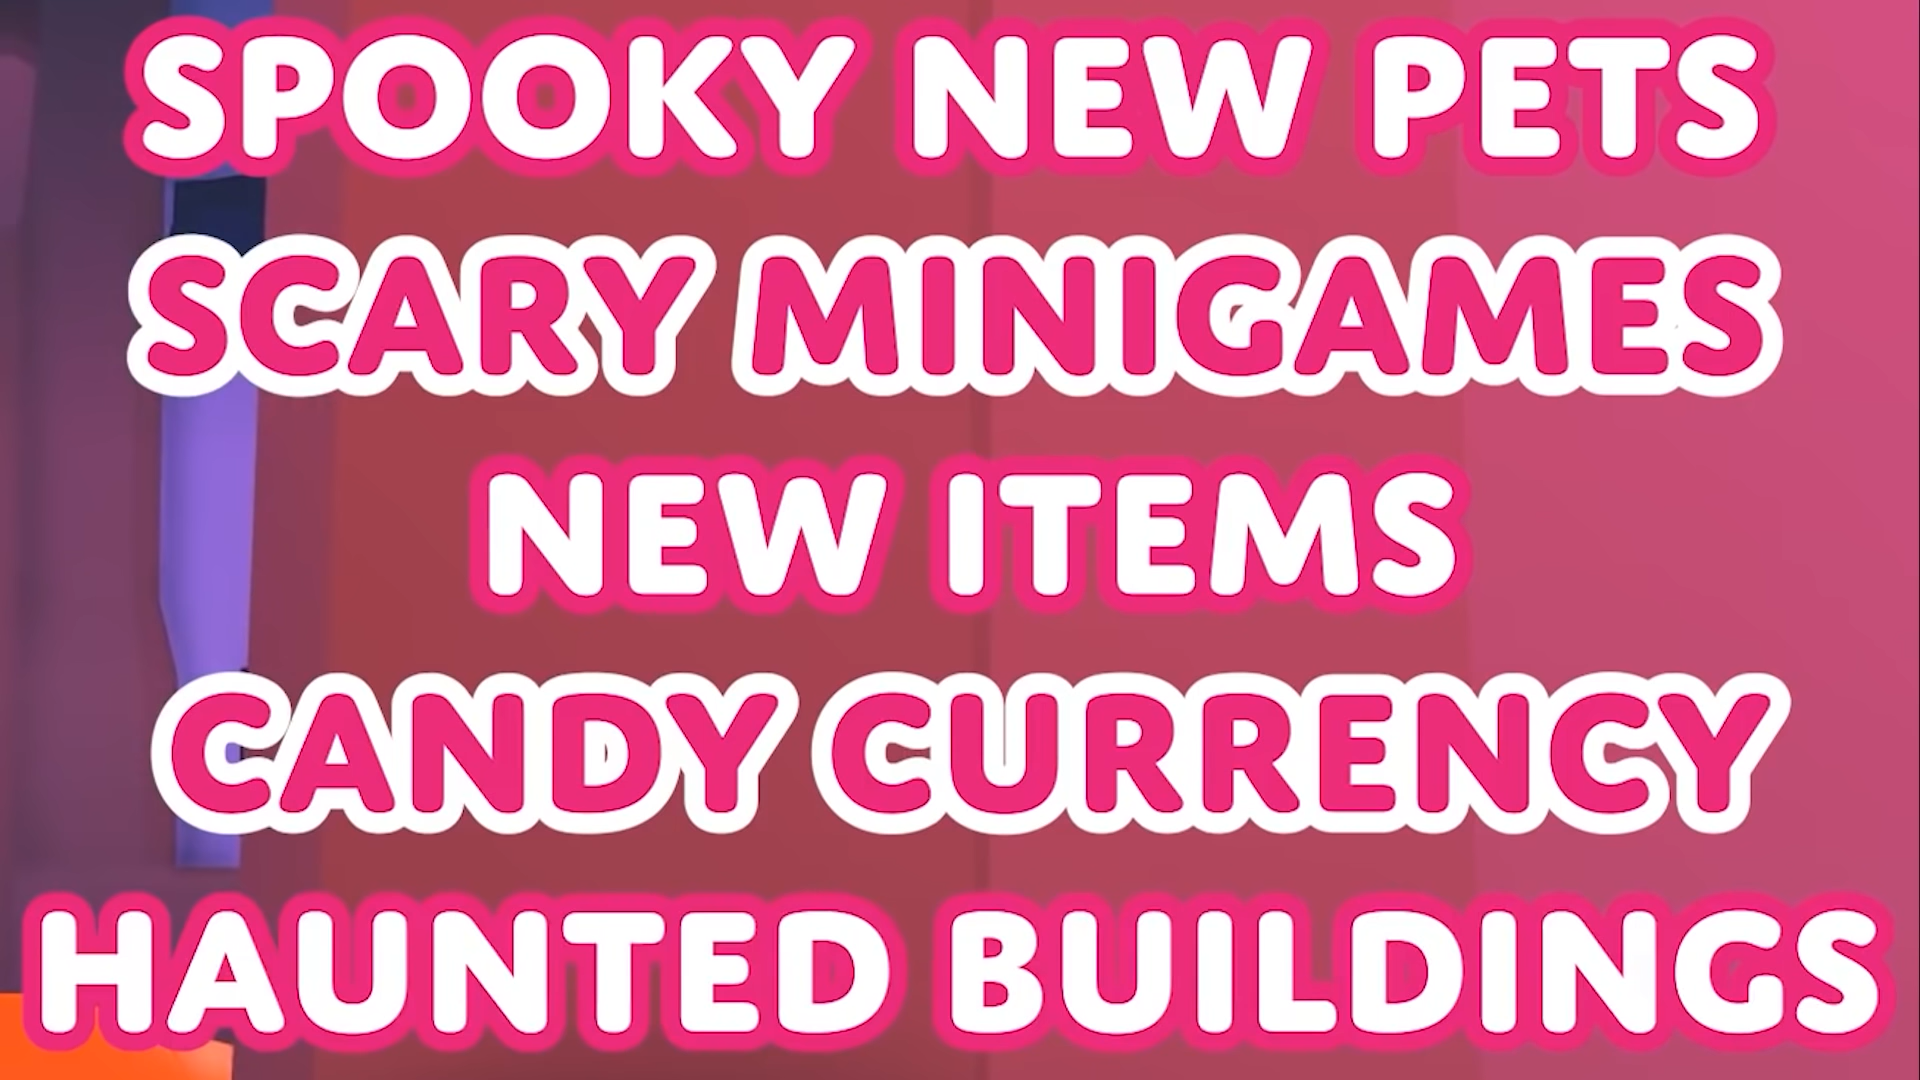 SPOOKY NEW PETS
SCARY MINIGAMES
NEW ITEMS
CANDY CURRENCY
HAUNTED BUILDINGS